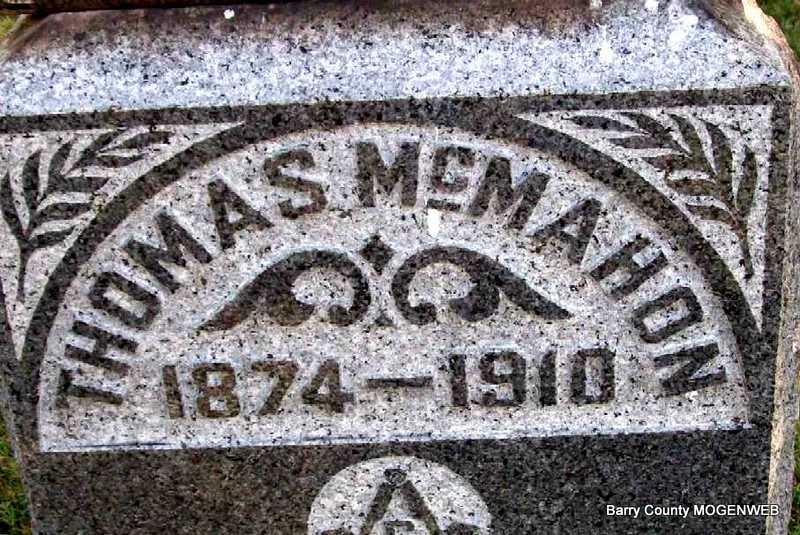 THOMAS McMAHON
1874–1910
G
Barry County MOGENWEB